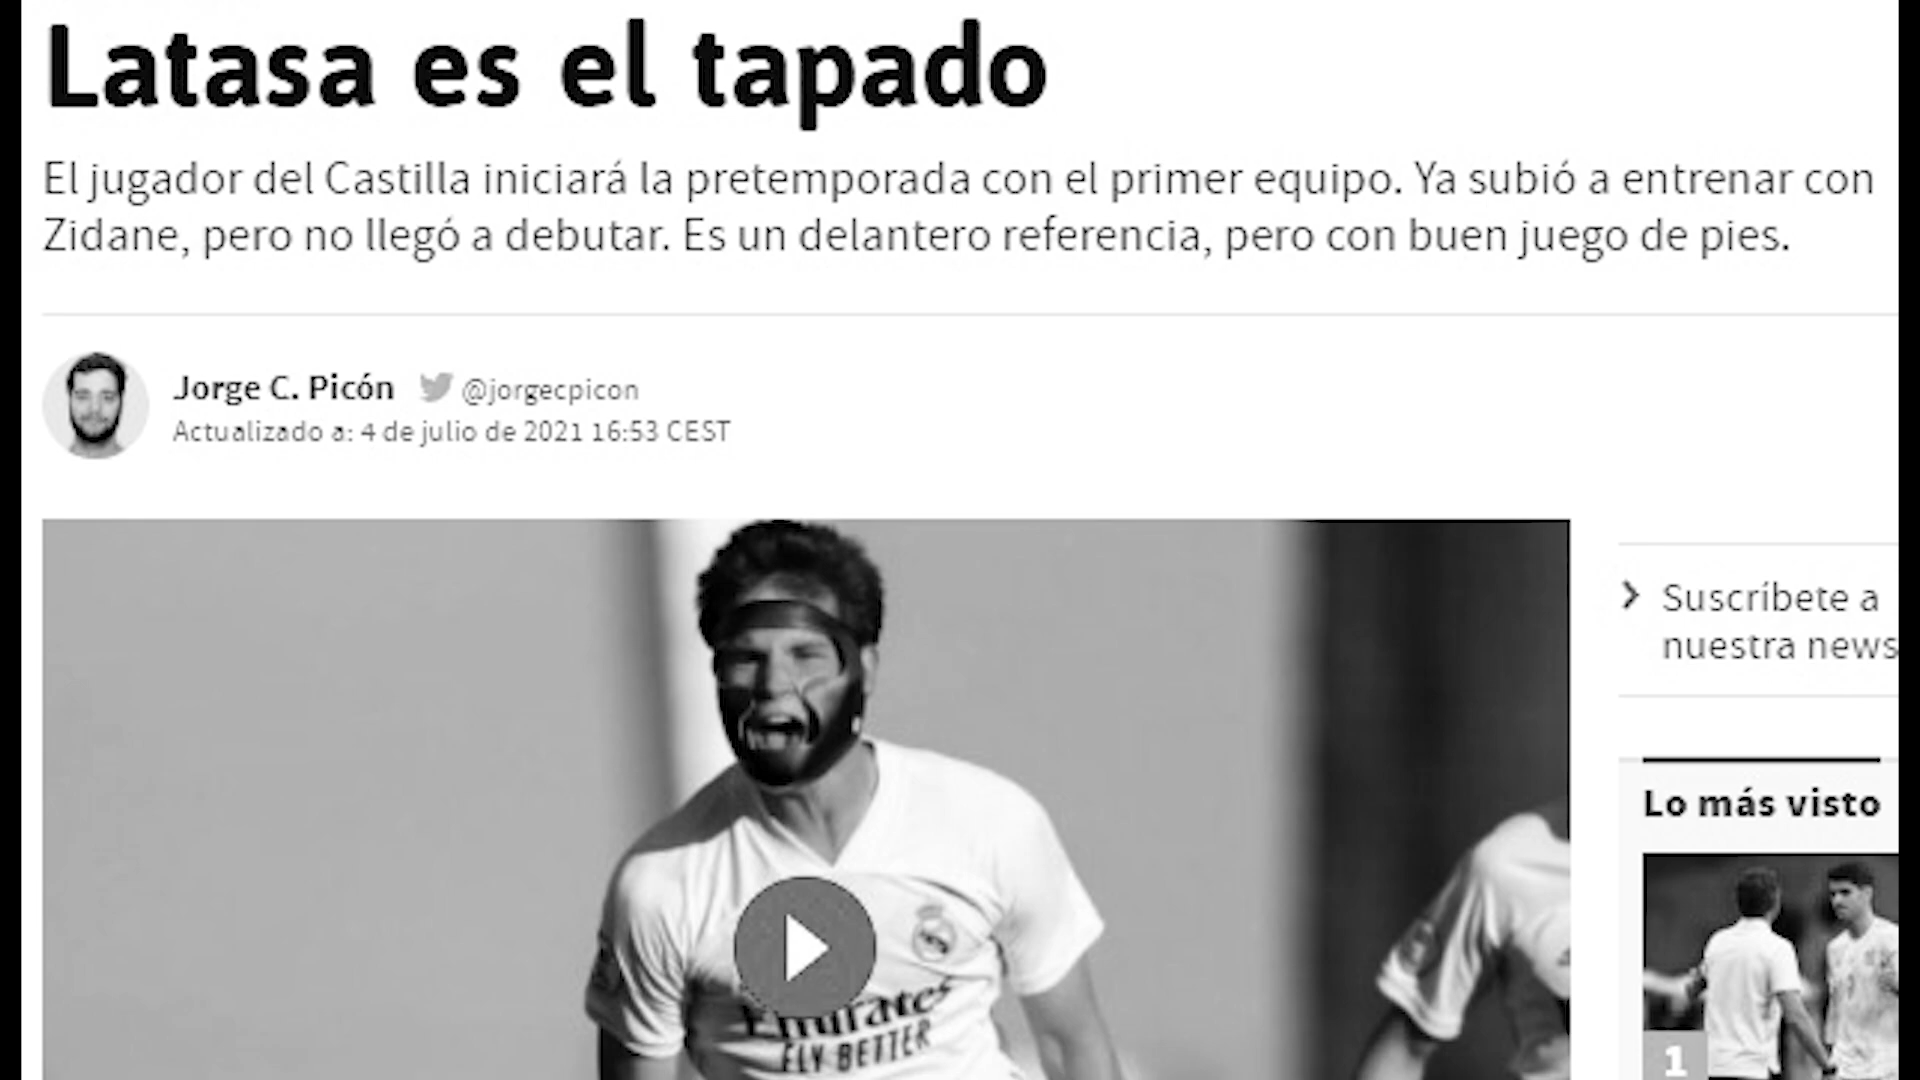 Latasa es el tapado
El jugador del Castilla iniciará la pretemporada con el primer equipo. Ya subió a entrenar con
Zidane, pero no llegó a debutar. Es un delantero referencia, pero con buen juego de pies.
Jorge C. Picón @jorgecpicon
Actualizado a: 4 de julio de 2021 16:53 CEST
Suscríbete a
nuestra news
Lo más visto
Emirates
FLY BETTER
1